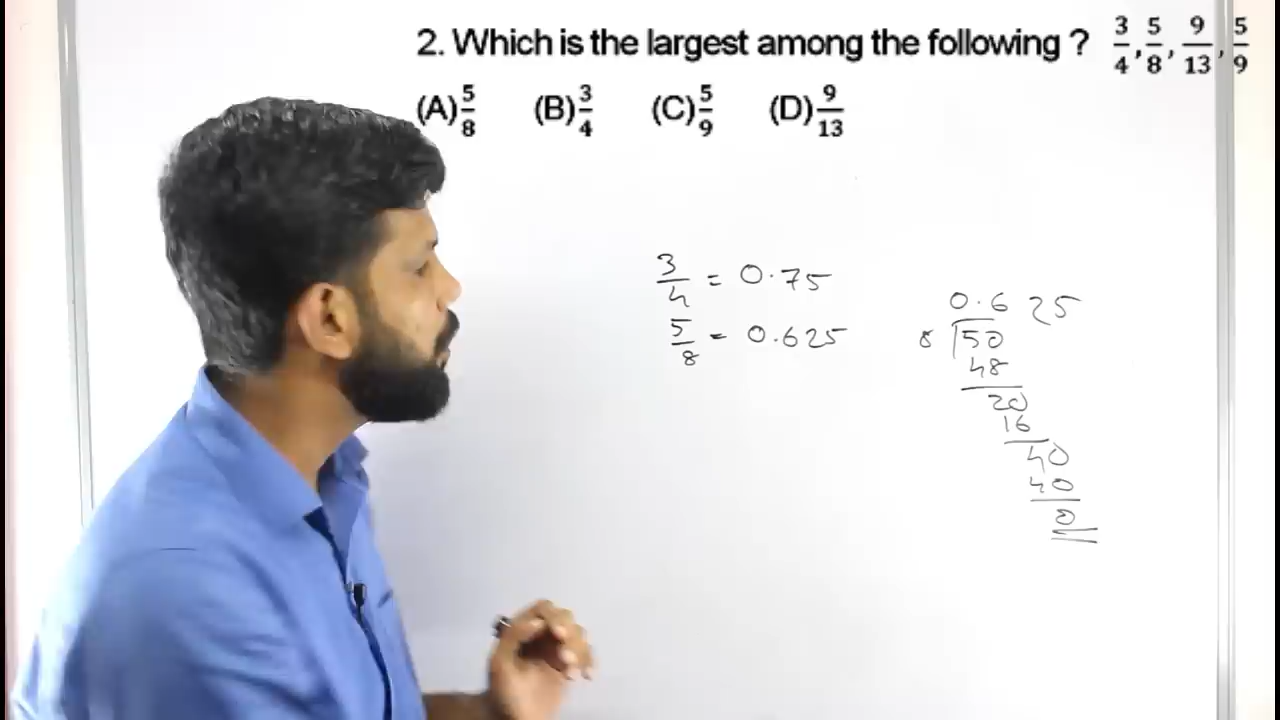 2. Which is the largest among the following ? 3/4, 5/8, 9/13, 5/9
(A) 5/8 (B) 3/4 (C) 5/9 (D) 9/13
3/4 = 0.75
5/8 = 0.625
0.625
8 50
48
20
16
40
40
0